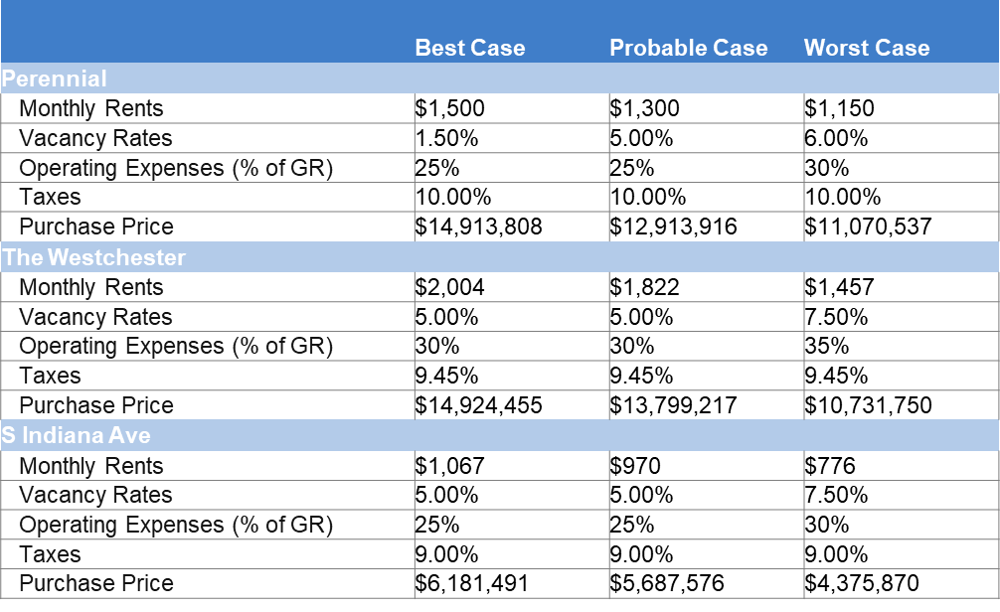 Best Case Probable Case Worst Case
Perennial
Monthly Rents $1,500 $1,300 $1,150
Vacancy Rates 1.50% 5.00% 6.00%
Operating Expenses (% of GR) 25% 25% 30%
Taxes 10.00% 10.00% 10.00%
Purchase Price $14,913,808 $12,913,916 $11,070,537
The Westchester
Monthly Rents $2,004 $1,822 $1,457
Vacancy Rates 5.00% 5.00% 7.50%
Operating Expenses (% of GR) 30% 30% 35%
Taxes 9.45% 9.45% 9.45%
Purchase Price $14,924,455 $13,799,217 $10,731,750
S Indiana Ave
Monthly Rents $1,067 $970 $776
Vacancy Rates 5.00% 5.00% 7.50%
Operating Expenses (% of GR) 25% 25% 30%
Taxes 9.00% 9.00% 9.00%
Purchase Price $6,181,491 $5,687,576 $4,375,870